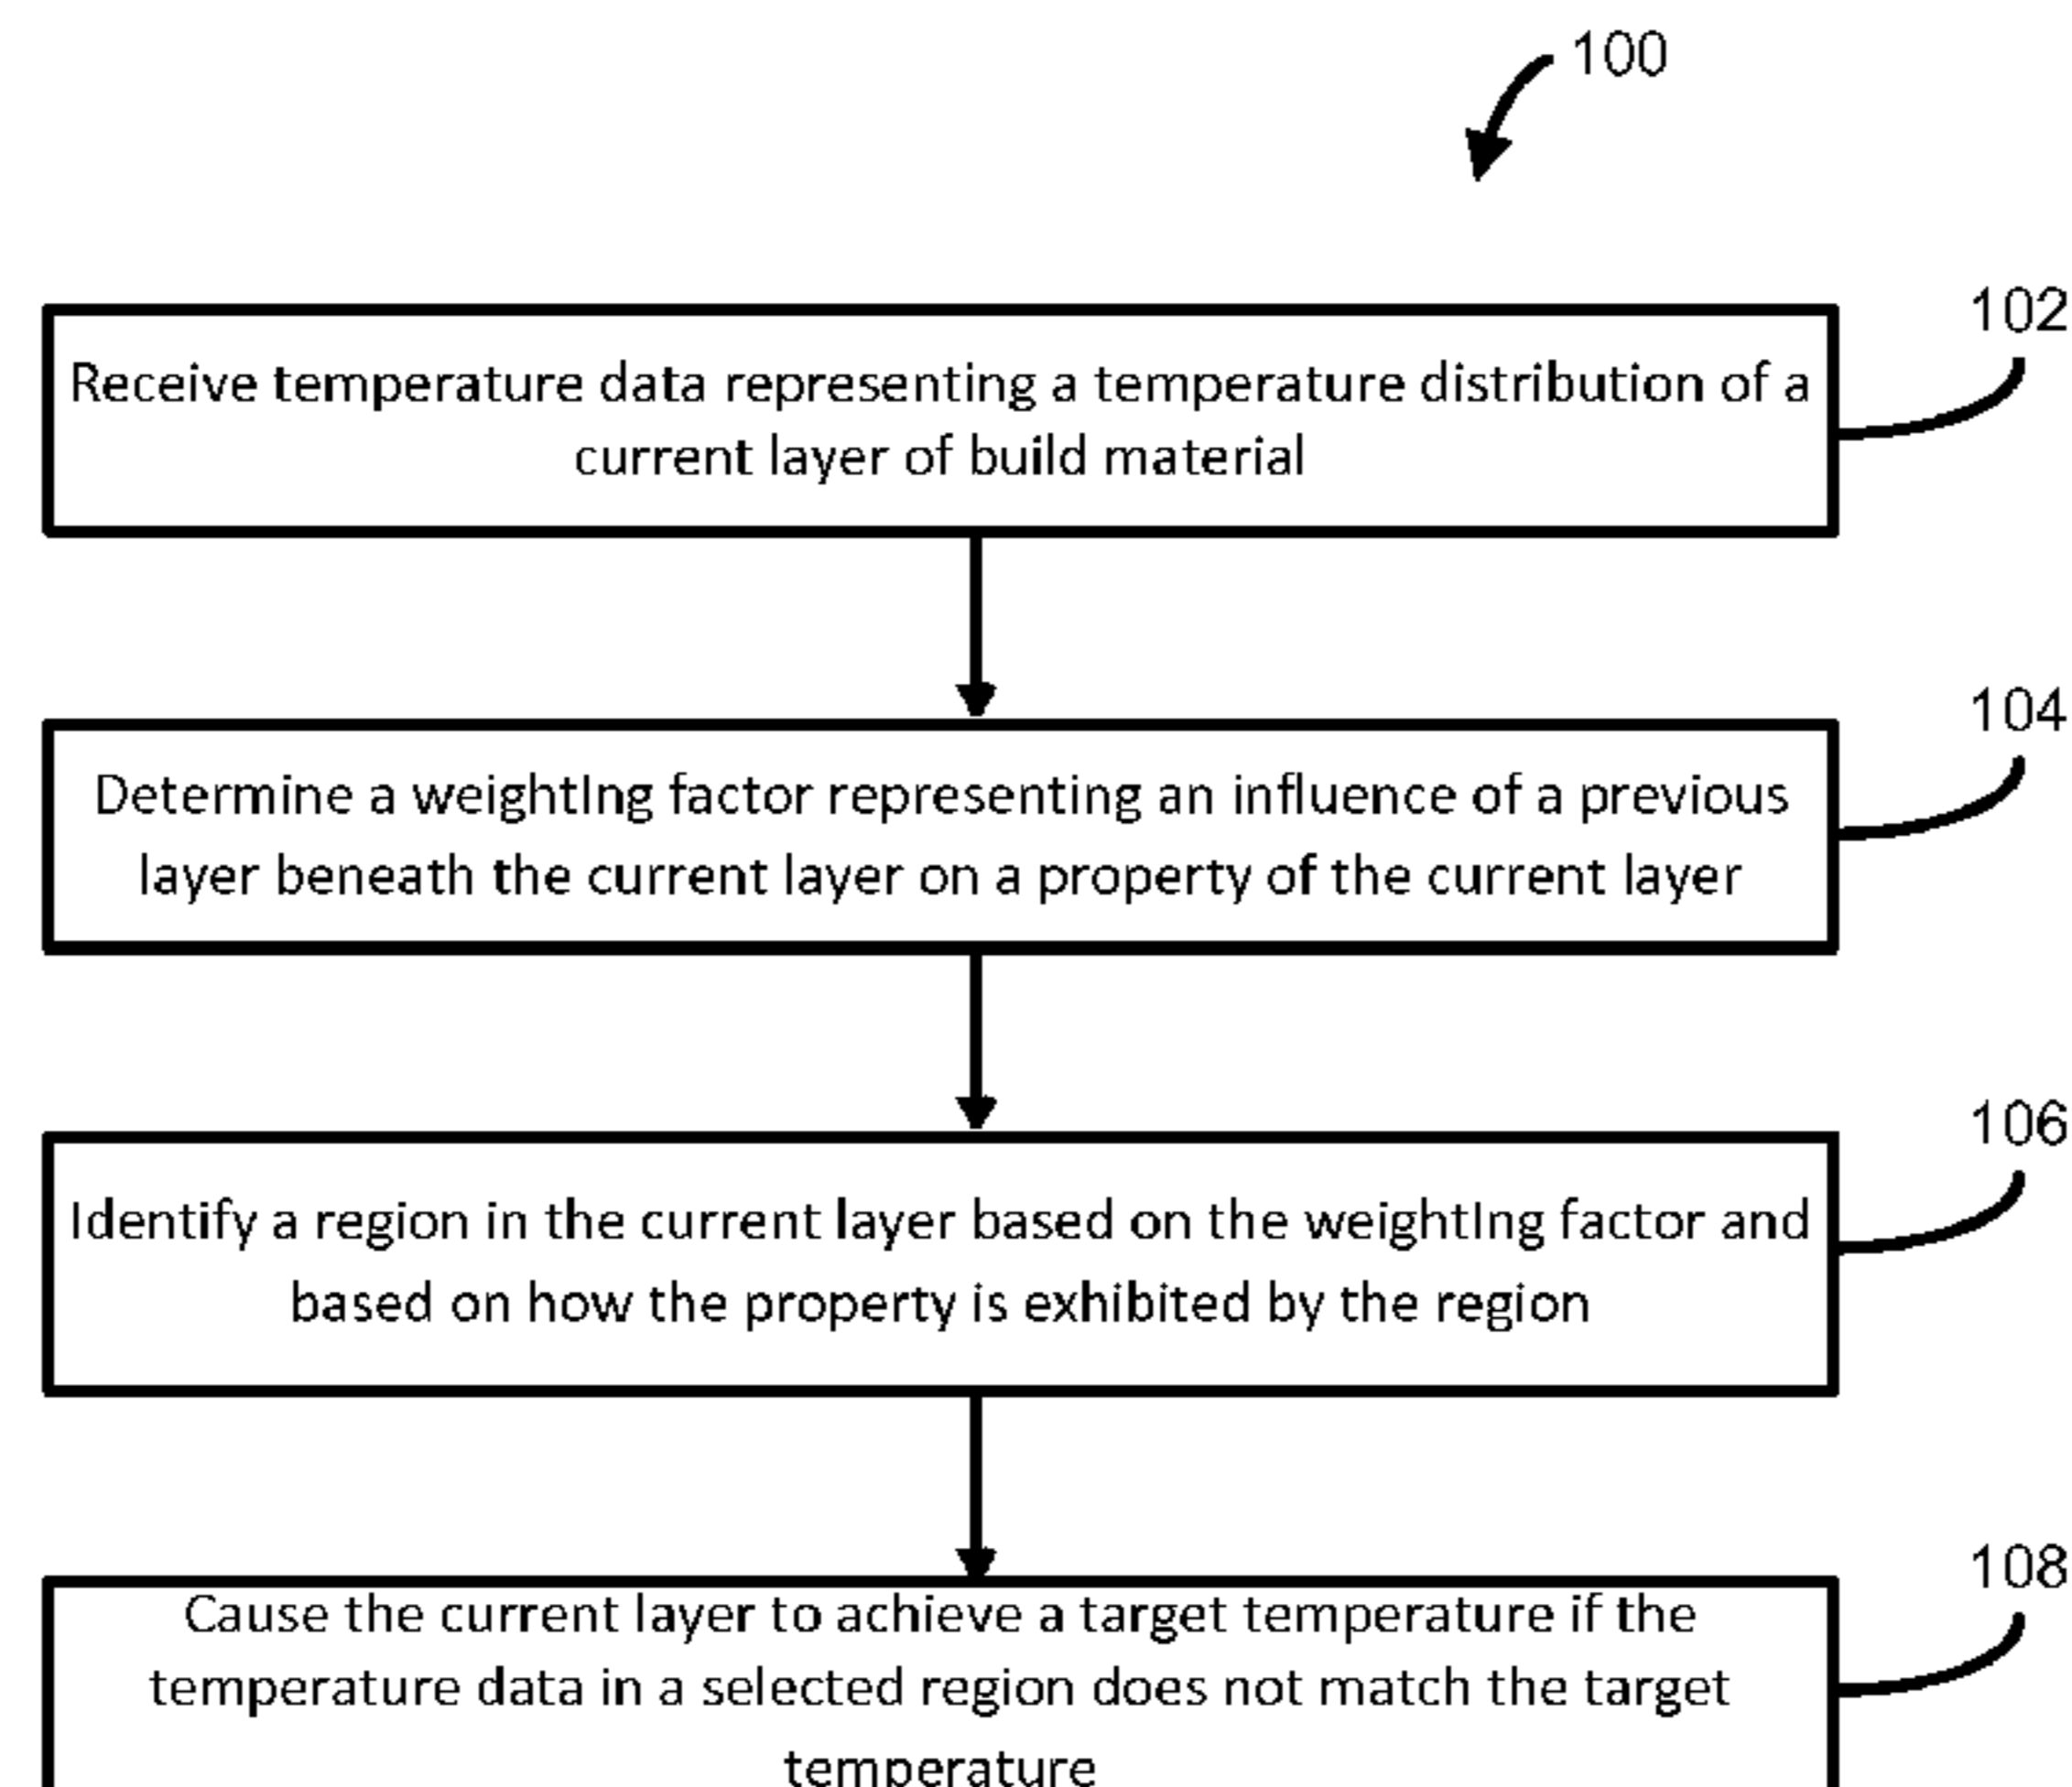 100
102
Receive temperature data representing a temperature distribution of a
current layer of build material
104
Determine a weightIng factor representing an influence of a previous
layer beneath the current layer on a property of the current layer
106
Identify a region in the current layer based on the weightIng factor and
based on how the property is exhibited by the region
108
Cause the current layer to achieve a target temperature if the
temperature data in a selected region does not match the target
temperature